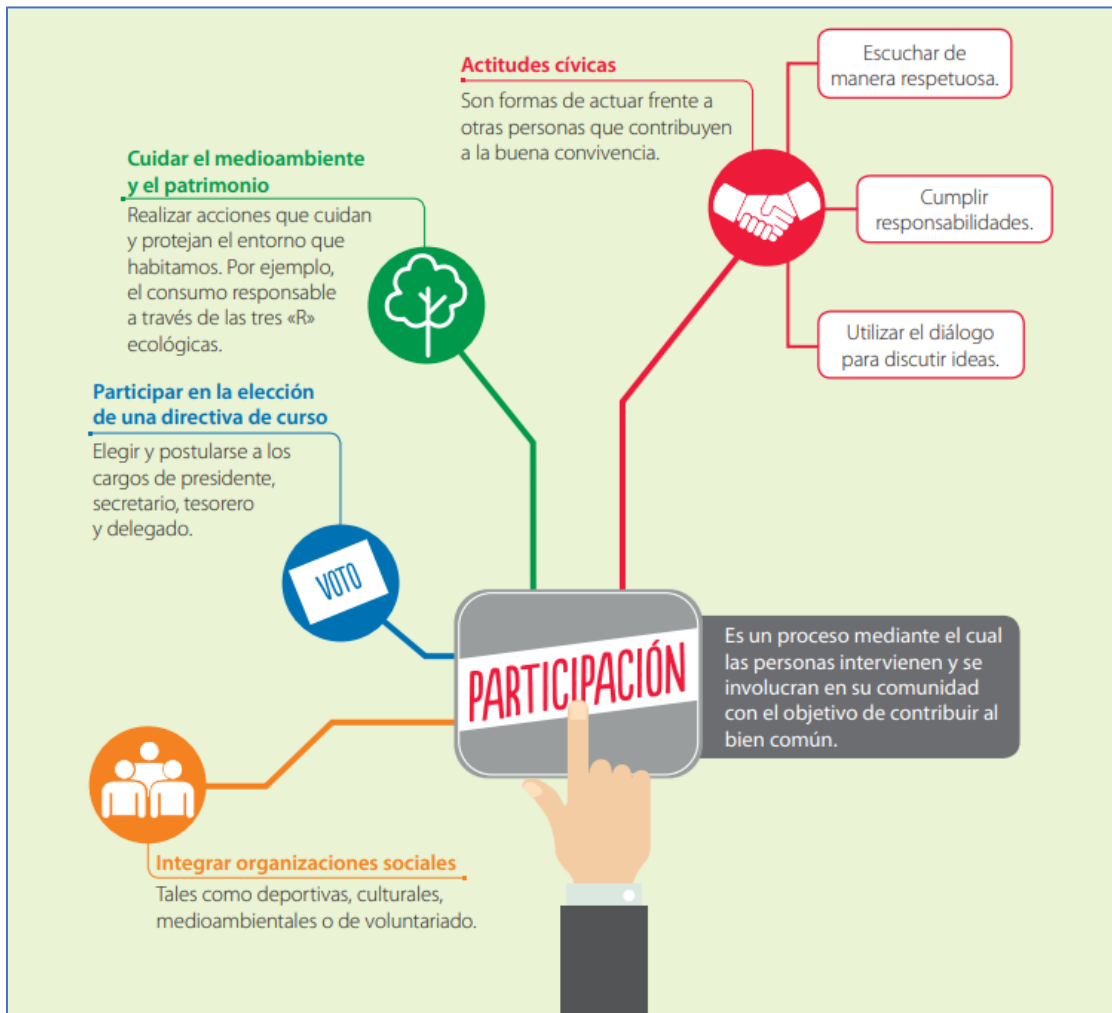 Actitudes cívicas
Son formas de actuar frente a
otras personas que contribuyen
a la buena convivencia.
Escuchar de
manera respetuosa.
Cumplir
responsabilidades.
Utilizar el diálogo
para discutir ideas.
Cuidar el medioambiente
y el patrimonio
Realizar acciones que cuidan
y protejan el entorno que
habitamos. Por ejemplo,
el consumo responsable
a través de las tres «R»
ecológicas.
Participar en la elección
de una directiva de curso
Elegir y postularse a los
cargos de presidente,
secretario, tesorero
y delegado.
VOTO
PARTICIPACIÓN
Es un proceso mediante el cual
las personas intervienen y se
involucran en su comunidad
con el objetivo de contribuir al
bien común.
Integrar organizaciones sociales
Tales como deportivas, culturales,
medioambientales o de voluntariado.